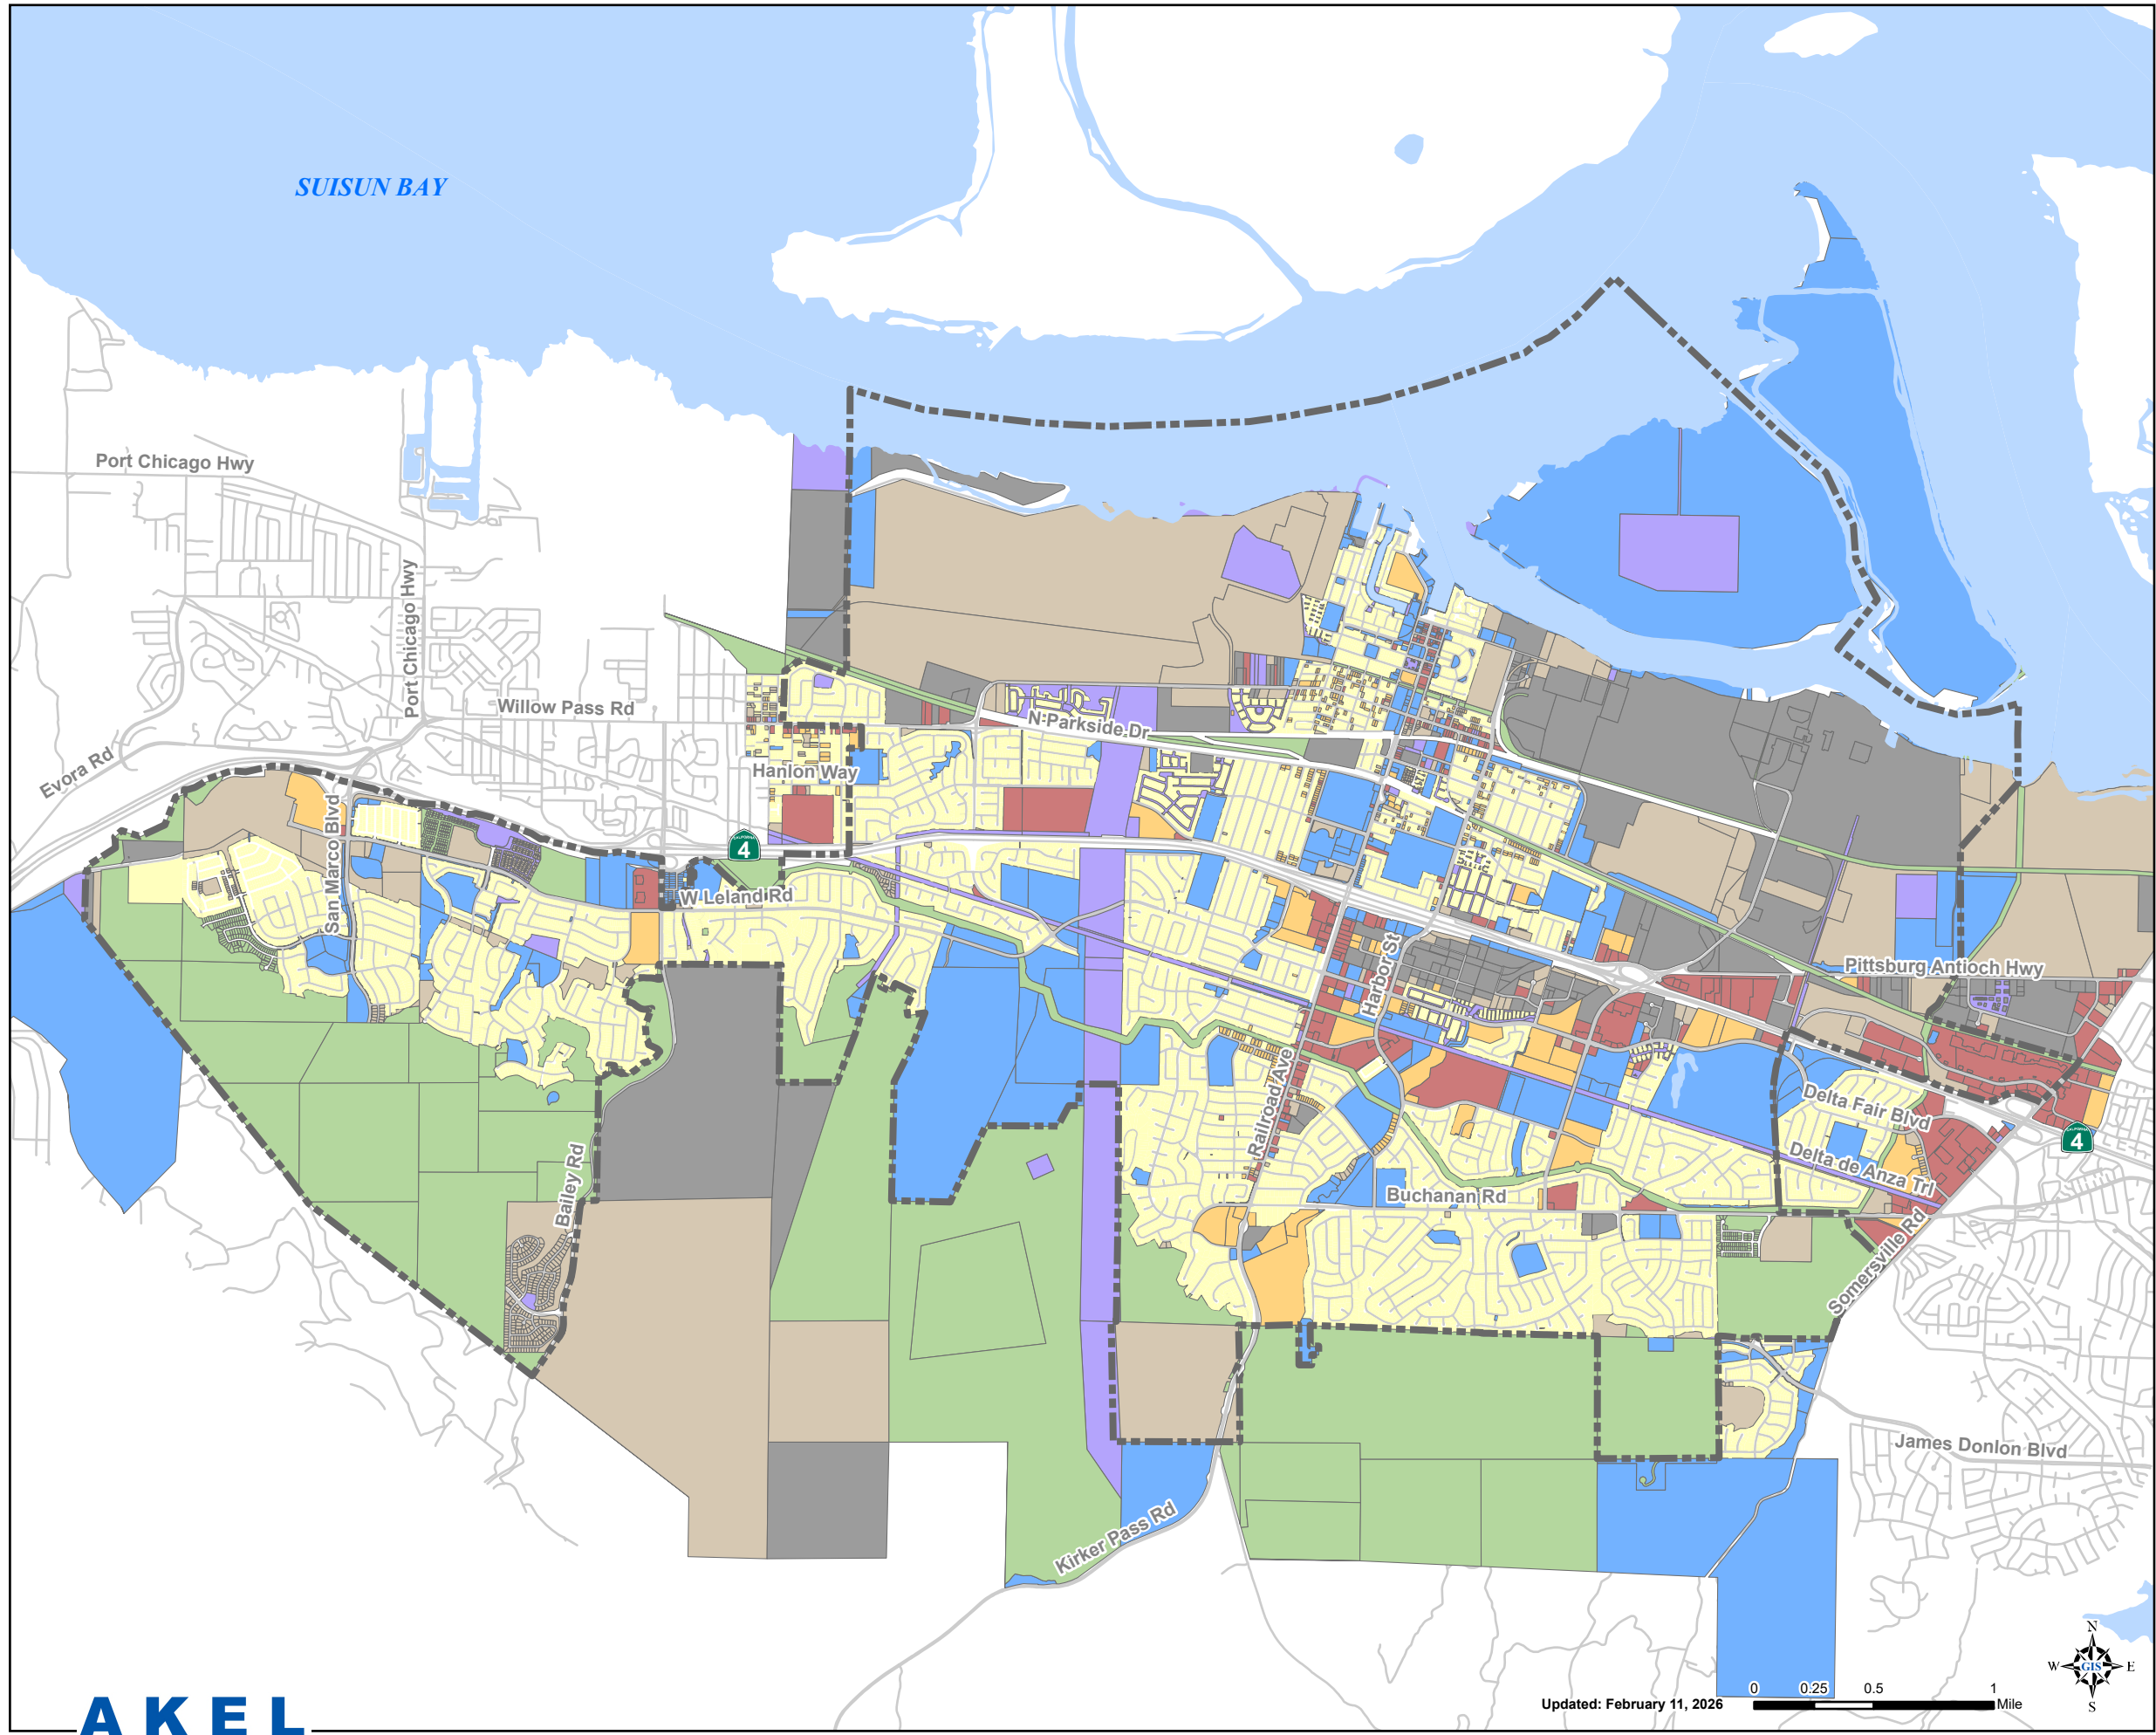 SUISUN BAY
Port Chicago Hwy
Port Chicago Hwy
Willow Pass Rd
N Parkside Dr
Evora Rd
Hanlon Way
San Marco Blvd
CALIFORNIA
4
W Leland Rd
Harbor St
Pittsburg Antioch Hwy
Railroad Ave
Delta Fair Blvd
CALIFORNIA
4
Delta de Anza Trl
Bailey Rd
Buchanan Rd
Somersville Rd
James Donlon Blvd
Kirker Pass Rd
N
W GIS E
S
0 0.25 0.5 1
Updated: February 11, 2026 Mile
AKEL